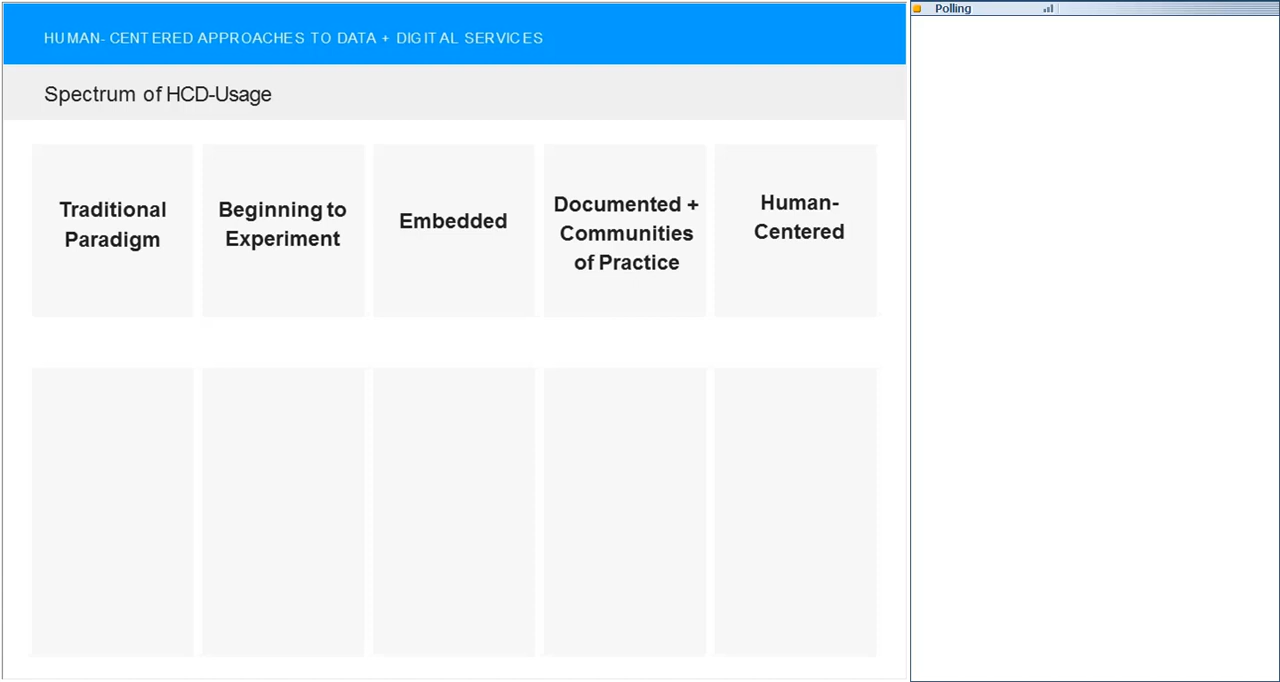 HUMAN- CENTERED APPROACHES TO DATA + DIGITAL SERVICES
Polling
Spectrum of HCD-Usage
Traditional
Paradigm
Beginning to
Experiment
Embedded
Documented +
Communities
of Practice
Human-
Centered